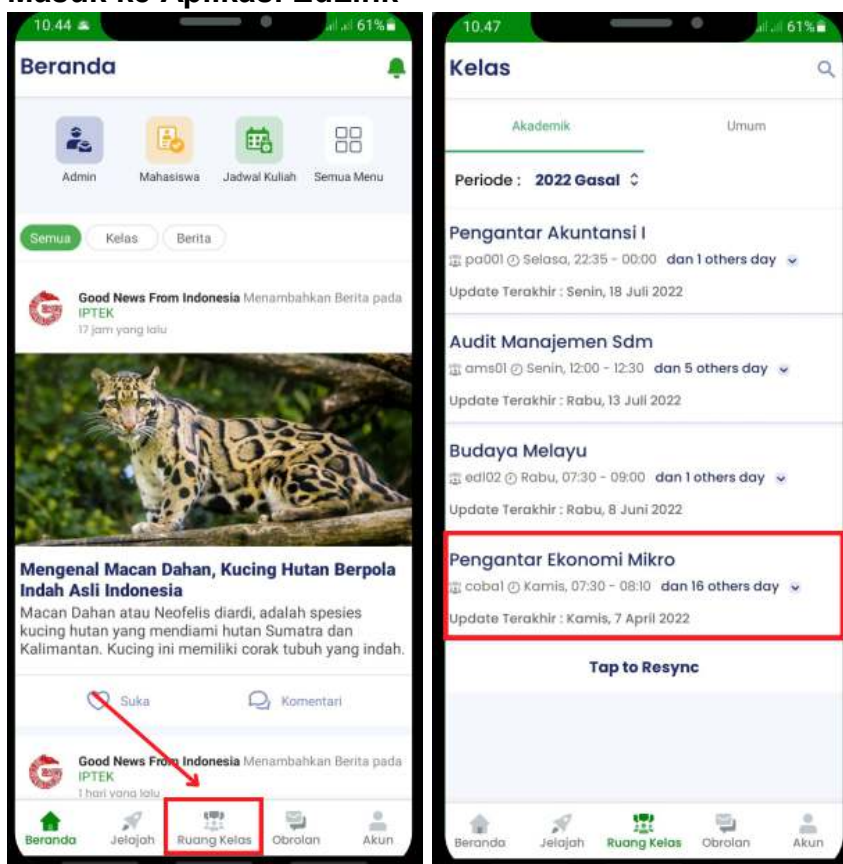 Masuk ke Aplikasi EdLink
10.44
61%
Beranda
Admin
Mahasiswa
Jadwal Kuliah
Semua Menu
Semua
Kelas
Berita
Good News From Indonesia Menambahkan Berita pada
IPTEK
17 jam yang lalu
Mengenal Macan Dahan, Kucing Hutan Berpola
Indah Asli Indonesia
Macan Dahan atau Neofelis diardi, adalah spesies
kucing hutan yang mendiami hutan Sumatra dan
Kalimantan. Kucing ini memiliki corak tubuh yang indah.
Suka
Komentari
Good News From Indonesia Menambahkan Berita pada
IPTEK
1 hari yang lalu
Beranda
Jelajah
Ruang Kelas
Obrolan
Akun
10.47
61%
Kelas
Akademik
Umum
Periode : 2022 Gasal
Pengantar Akuntansi I
pa001 Selasa, 22:35 - 00:00 dan 1 others day
Update Terakhir : Senin, 18 Juli 2022
Audit Manajemen Sdm
ams01 Senin, 12:00 - 12:30 dan 5 others day
Update Terakhir : Rabu, 13 Juli 2022
Budaya Melayu
edl02 Rabu, 07:30 - 09:00 dan 1 others day
Update Terakhir : Rabu, 8 Juni 2022
Pengantar Ekonomi Mikro
coba1 Kamis, 07:30 - 08:10 dan 16 others day
Update Terakhir : Kamis, 7 April 2022
Tap to Resync
Beranda
Jelajah
Ruang Kelas
Obrolan
Akun